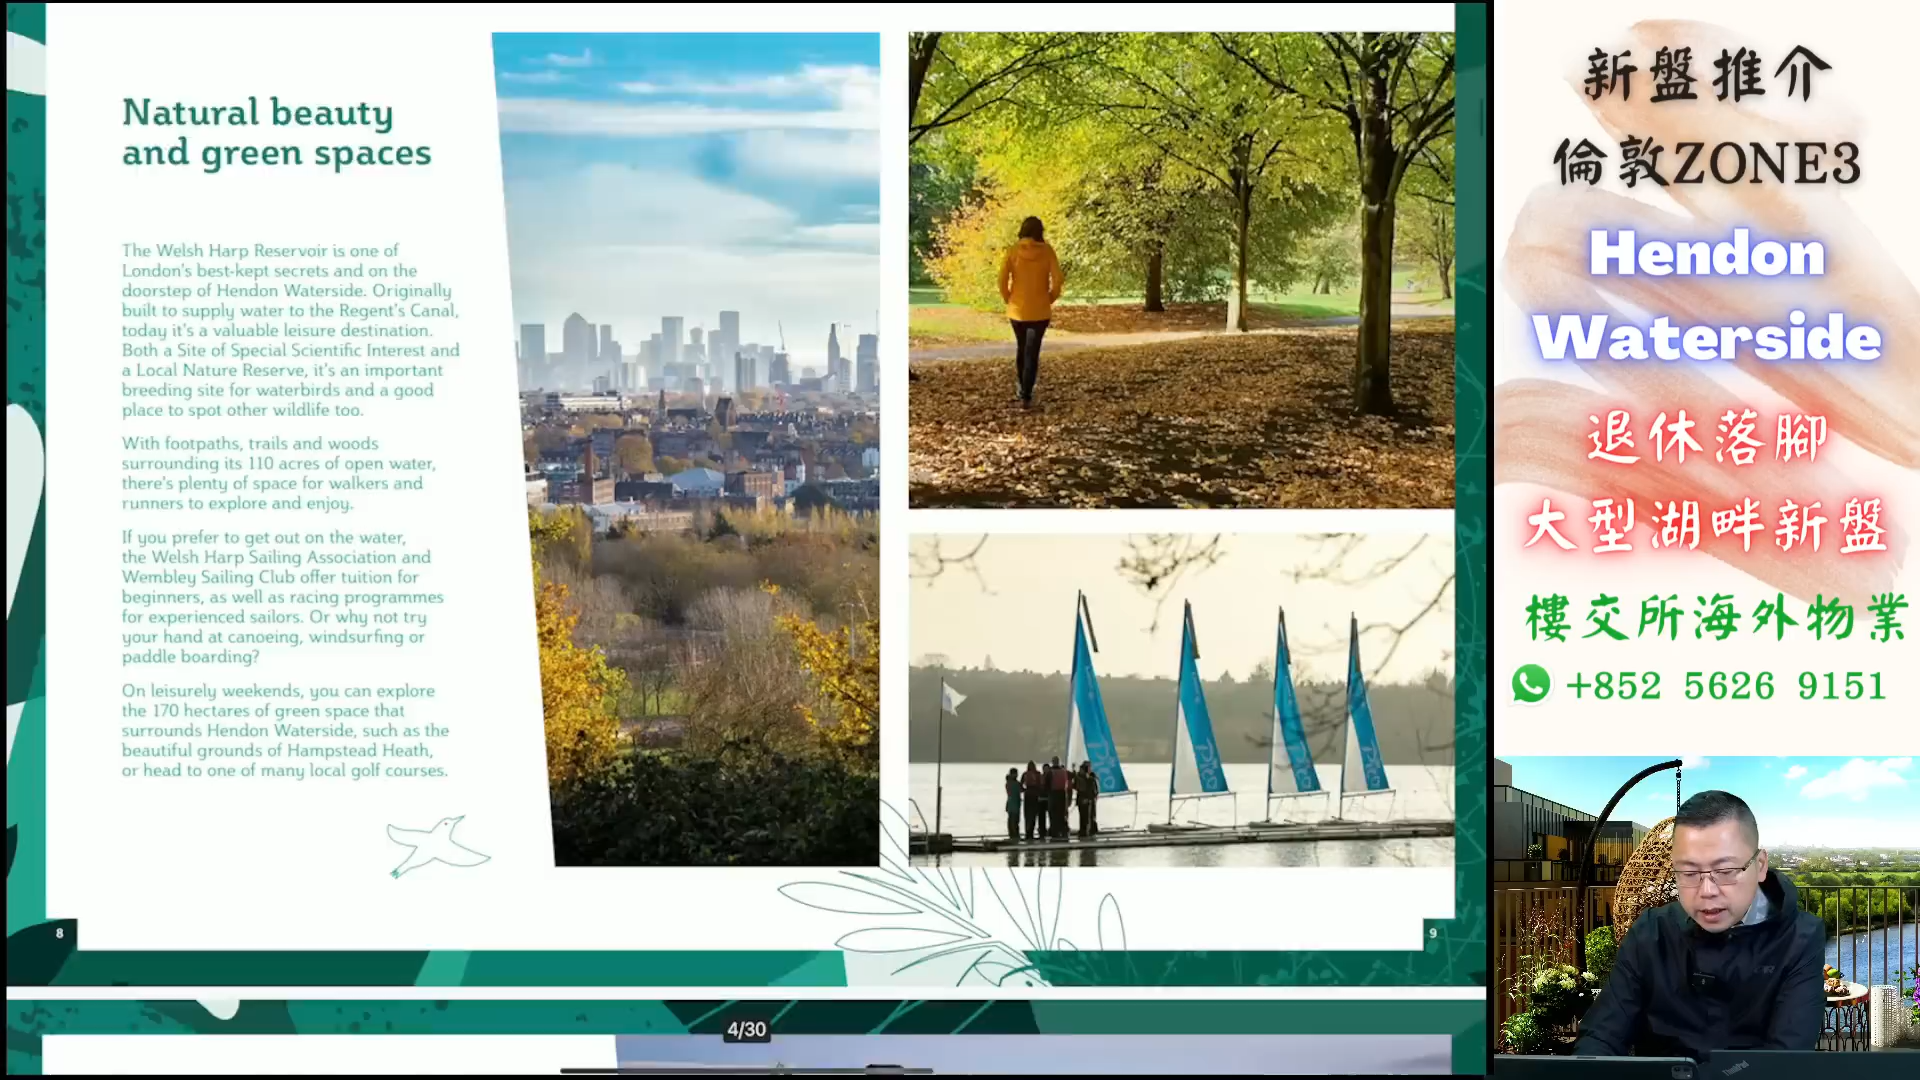 Natural beauty
and green spaces
The Welsh Harp Reservoir is one of
London's best-kept secrets and on the
doorstep of Hendon Waterside. Originally
built to supply water to the Regent's Canal,
today it's a valuable leisure destination.
Both a Site of Special Scientific Interest and
a Local Nature Reserve, it's an important
breeding site for waterbirds and a good
place to spot other wildlife too.
With footpaths, trails and woods
surrounding its 110 acres of open water,
there's plenty of space for walkers and
runners to explore and enjoy.
If you prefer to get out on the water,
the Welsh Harp Sailing Association and
Wembley Sailing Club offer tuition for
beginners, as well as racing programmes
for experienced sailors. Or why not try
your hand at canoeing, windsurfing or
paddle boarding?
On leisurely weekends, you can explore
the 170 hectares of green space that
surrounds Hendon Waterside, such as the
beautiful grounds of Hampstead Heath,
or head to one of many local golf courses.
8
9
4/30
新盤推介
倫敦ZONE3
Hendon
Waterside
退休落腳
大型湖畔新盤
樓交所海外物業
+852 5626 9151